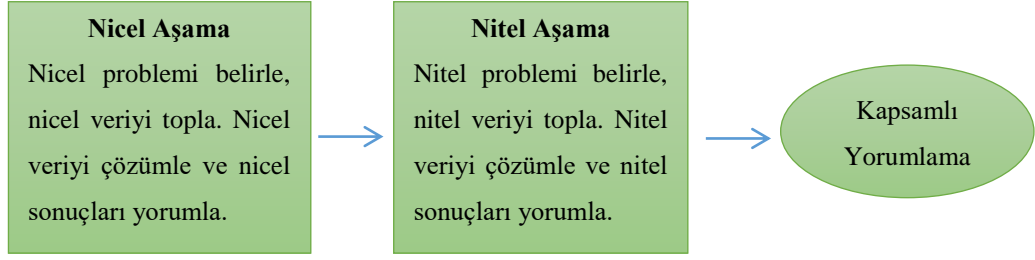 Nicel Aşama
Nicel problemi belirle,
nicel veriyi topla. Nicel
veriyi çözümle ve nicel
sonuçları yorumla.
Nitel Aşama
Nitel problemi belirle,
nitel veriyi topla. Nitel
veriyi çözümle ve nitel
sonuçları yorumla.
Kapsamlı
Yorumlama